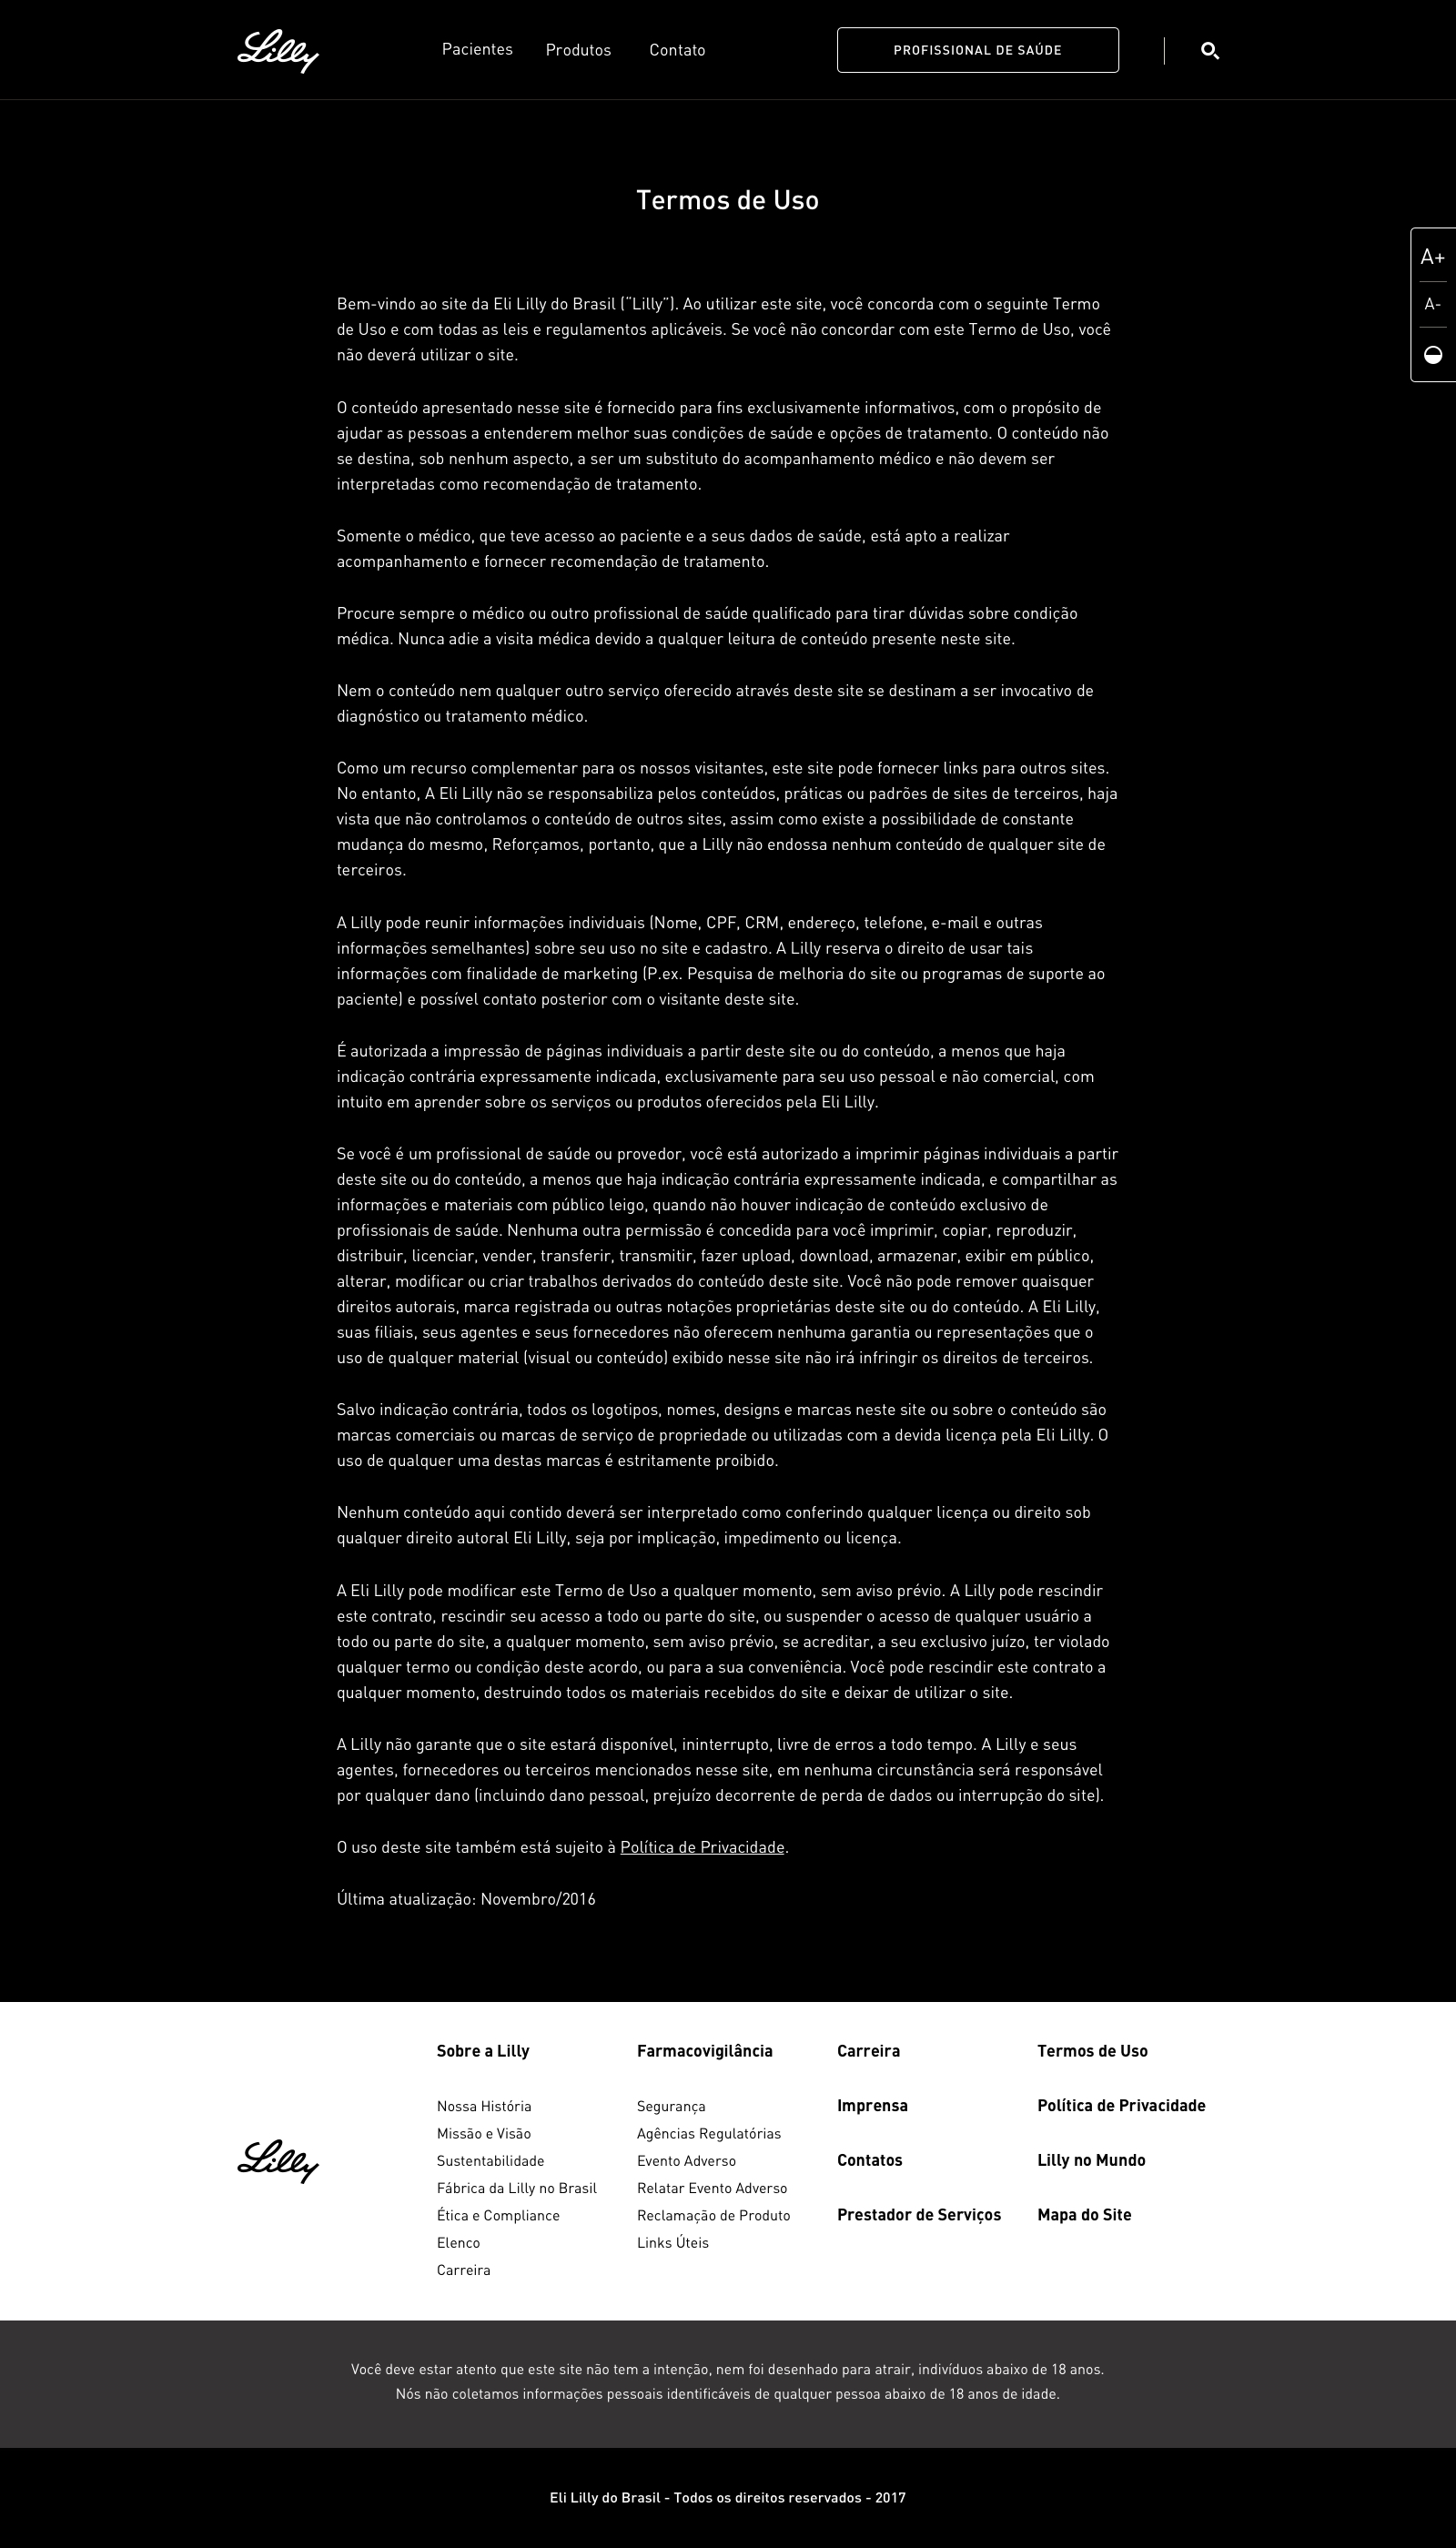 Lilly
Pacientes
Produtos
Contato
PROFISSIONAL DE SAÚDE
Termos de Uso
A+
A-
Bem-vindo ao site da Eli Lilly do Brasil (“Lilly”). Ao utilizar este site, você concorda com o seguinte Termo
de Uso e com todas as leis e regulamentos aplicáveis. Se você não concordar com este Termo de Uso, você
não deverá utilizar o site.
O conteúdo apresentado nesse site é fornecido para fins exclusivamente informativos, com o propósito de
ajudar as pessoas a entenderem melhor suas condições de saúde e opções de tratamento. O conteúdo não
se destina, sob nenhum aspecto, a ser um substituto do acompanhamento médico e não devem ser
interpretadas como recomendação de tratamento.
Somente o médico, que teve acesso ao paciente e a seus dados de saúde, está apto a realizar
acompanhamento e fornecer recomendação de tratamento.
Procure sempre o médico ou outro profissional de saúde qualificado para tirar dúvidas sobre condição
médica. Nunca adie a visita médica devido a qualquer leitura de conteúdo presente neste site.
Nem o conteúdo nem qualquer outro serviço oferecido através deste site se destinam a ser invocativo de
diagnóstico ou tratamento médico.
Como um recurso complementar para os nossos visitantes, este site pode fornecer links para outros sites.
No entanto, A Eli Lilly não se responsabiliza pelos conteúdos, práticas ou padrões de sites de terceiros, haja
vista que não controlamos o conteúdo de outros sites, assim como existe a possibilidade de constante
mudança do mesmo, Reforçamos, portanto, que a Lilly não endossa nenhum conteúdo de qualquer site de
terceiros.
A Lilly pode reunir informações individuais (Nome, CPF, CRM, endereço, telefone, e-mail e outras
informações semelhantes) sobre seu uso no site e cadastro. A Lilly reserva o direito de usar tais
informações com finalidade de marketing (P.ex. Pesquisa de melhoria do site ou programas de suporte ao
paciente) e possível contato posterior com o visitante deste site.
É autorizada a impressão de páginas individuais a partir deste site ou do conteúdo, a menos que haja
indicação contrária expressamente indicada, exclusivamente para seu uso pessoal e não comercial, com
intuito em aprender sobre os serviços ou produtos oferecidos pela Eli Lilly.
Se você é um profissional de saúde ou provedor, você está autorizado a imprimir páginas individuais a partir
deste site ou do conteúdo, a menos que haja indicação contrária expressamente indicada, e compartilhar as
informações e materiais com público leigo, quando não houver indicação de conteúdo exclusivo de
profissionais de saúde. Nenhuma outra permissão é concedida para você imprimir, copiar, reproduzir,
distribuir, licenciar, vender, transferir, transmitir, fazer upload, download, armazenar, exibir em público,
alterar, modificar ou criar trabalhos derivados do conteúdo deste site. Você não pode remover quaisquer
direitos autorais, marca registrada ou outras notações proprietárias deste site ou do conteúdo. A Eli Lilly,
suas filiais, seus agentes e seus fornecedores não oferecem nenhuma garantia ou representações que o
uso de qualquer material (visual ou conteúdo) exibido nesse site não irá infringir os direitos de terceiros.
Salvo indicação contrária, todos os logotipos, nomes, designs e marcas neste site ou sobre o conteúdo são
marcas comerciais ou marcas de serviço de propriedade ou utilizadas com a devida licença pela Eli Lilly. O
uso de qualquer uma destas marcas é estritamente proibido.
Nenhum conteúdo aqui contido deverá ser interpretado como conferindo qualquer licença ou direito sob
qualquer direito autoral Eli Lilly, seja por implicação, impedimento ou licença.
A Eli Lilly pode modificar este Termo de Uso a qualquer momento, sem aviso prévio. A Lilly pode rescindir
este contrato, rescindir seu acesso a todo ou parte do site, ou suspender o acesso de qualquer usuário a
todo ou parte do site, a qualquer momento, sem aviso prévio, se acreditar, a seu exclusivo juízo, ter violado
qualquer termo ou condição deste acordo, ou para a sua conveniência. Você pode rescindir este contrato a
qualquer momento, destruindo todos os materiais recebidos do site e deixar de utilizar o site.
A Lilly não garante que o site estará disponível, ininterrupto, livre de erros a todo tempo. A Lilly e seus
agentes, fornecedores ou terceiros mencionados nesse site, em nenhuma circunstância será responsável
por qualquer dano (incluindo dano pessoal, prejuízo decorrente de perda de dados ou interrupção do site).
O uso deste site também está sujeito à Política de Privacidade.
Última atualização: Novembro/2016
Lilly
Sobre a Lilly
Nossa História
Missão e Visão
Sustentabilidade
Fábrica da Lilly no Brasil
Ética e Compliance
Elenco
Carreira
Farmacovigilância
Segurança
Agências Regulatórias
Evento Adverso
Relatar Evento Adverso
Reclamação de Produto
Links Úteis
Carreira
Imprensa
Contatos
Prestador de Serviços
Termos de Uso
Política de Privacidade
Lilly no Mundo
Mapa do Site
Você deve estar atento que este site não tem a intenção, nem foi desenhado para atrair, indivíduos abaixo de 18 anos.
Nós não coletamos informações pessoais identificáveis de qualquer pessoa abaixo de 18 anos de idade.
Eli Lilly do Brasil - Todos os direitos reservados - 2017